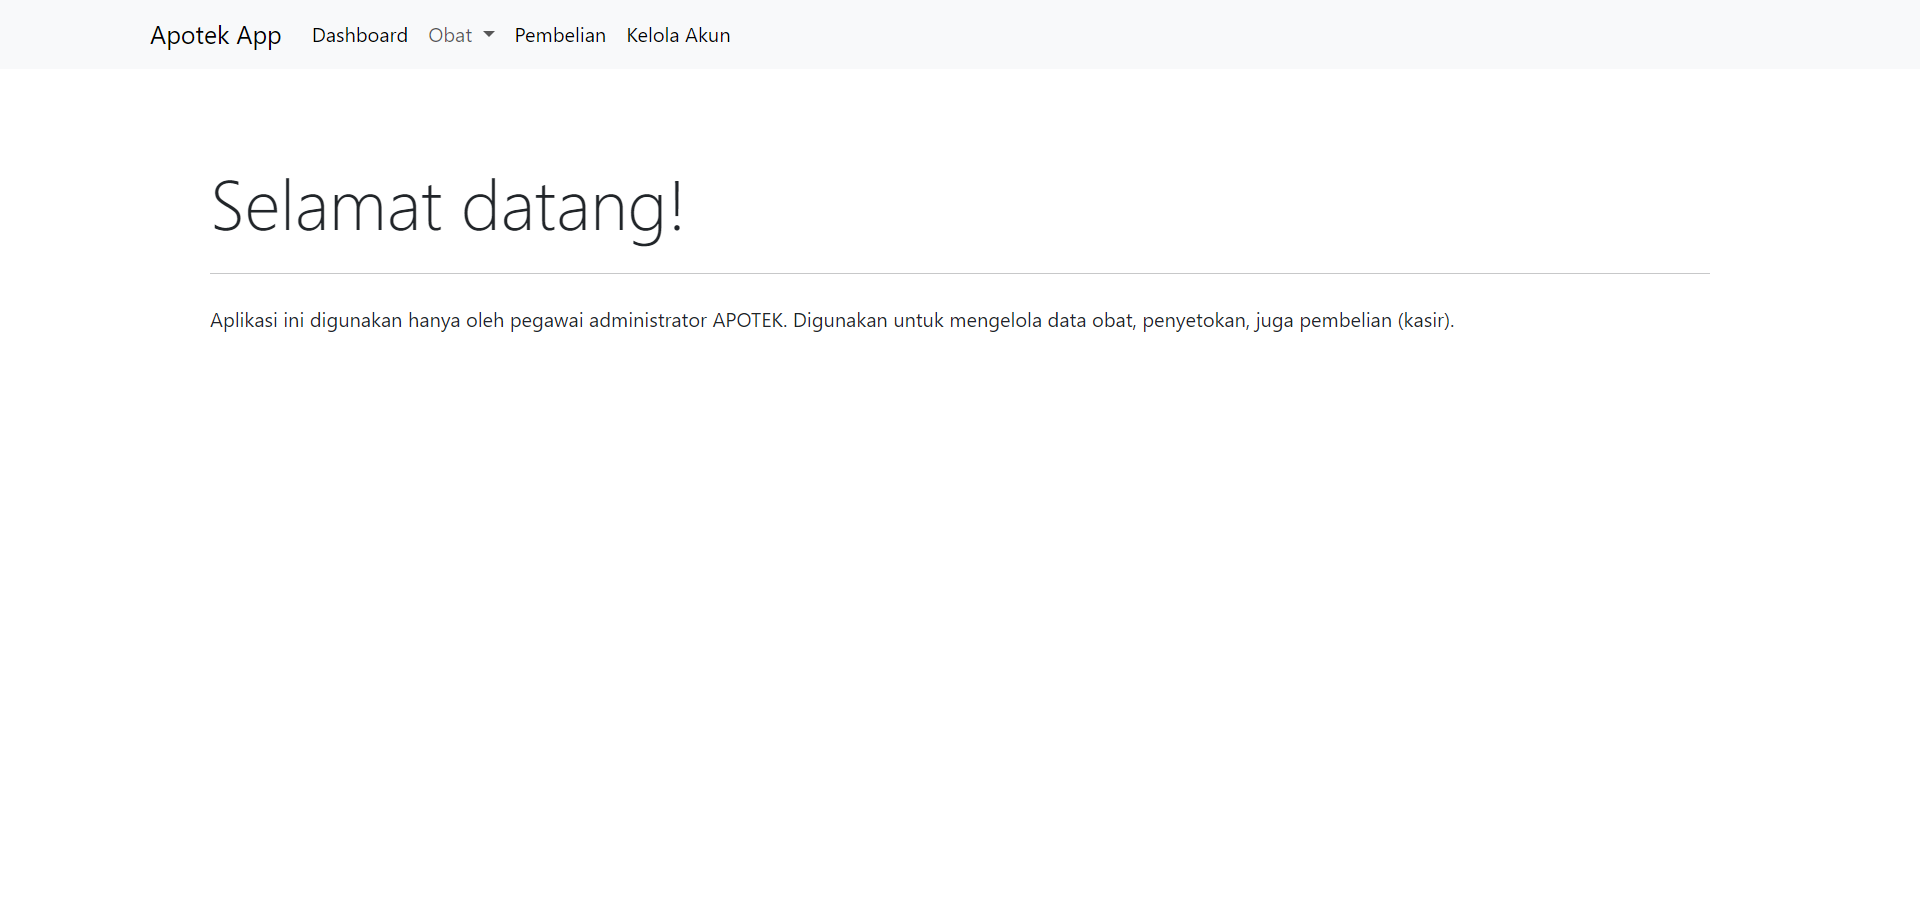 Apotek App Dashboard Obat Pembelian Kelola Akun
Selamat datang!
Aplikasi ini digunakan hanya oleh pegawai administrator APOTEK. Digunakan untuk mengelola data obat, penyetokan, juga pembelian (kasir).